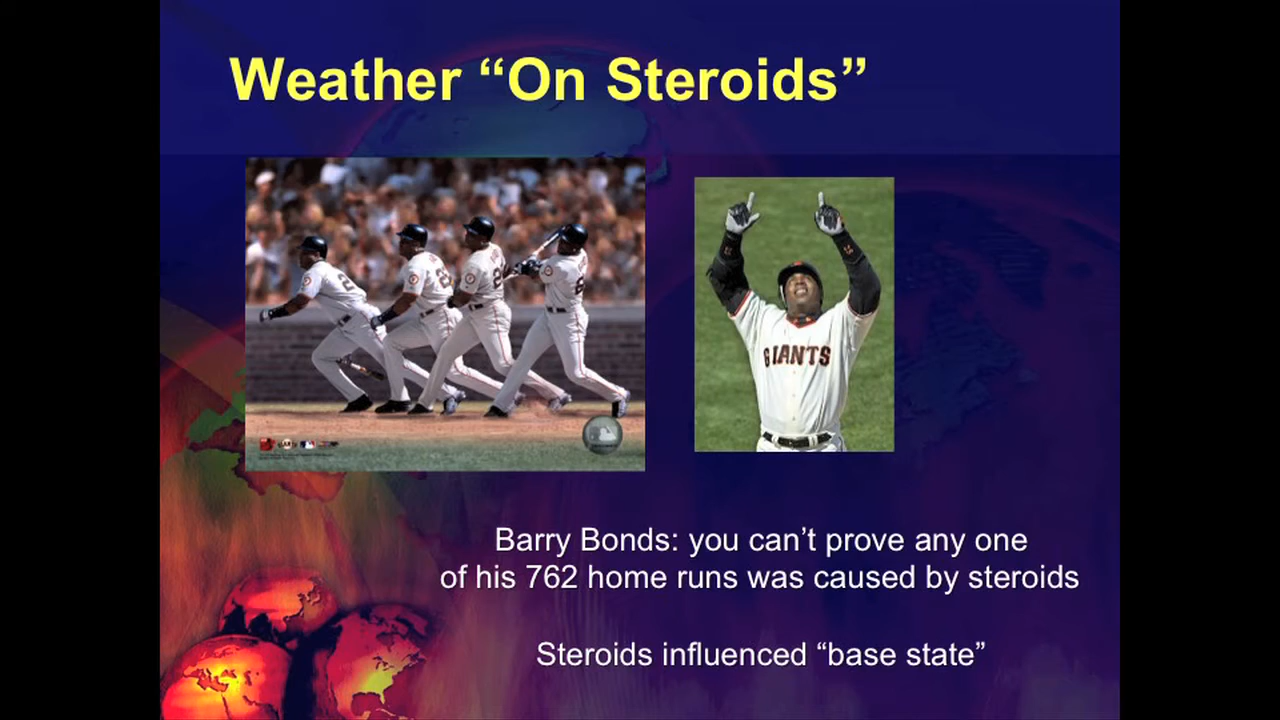 Weather “On Steroids”
GIANTS
Barry Bonds: you can’t prove any one
of his 762 home runs was caused by steroids
Steroids influenced “base state”